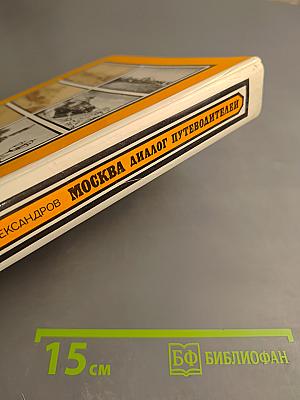 ЕКСАНДРОВ МОСКВА ДИАЛОГ ПУТЕВОДИТЕЛЕЙ
15 см
БФ БИБЛИОФАН